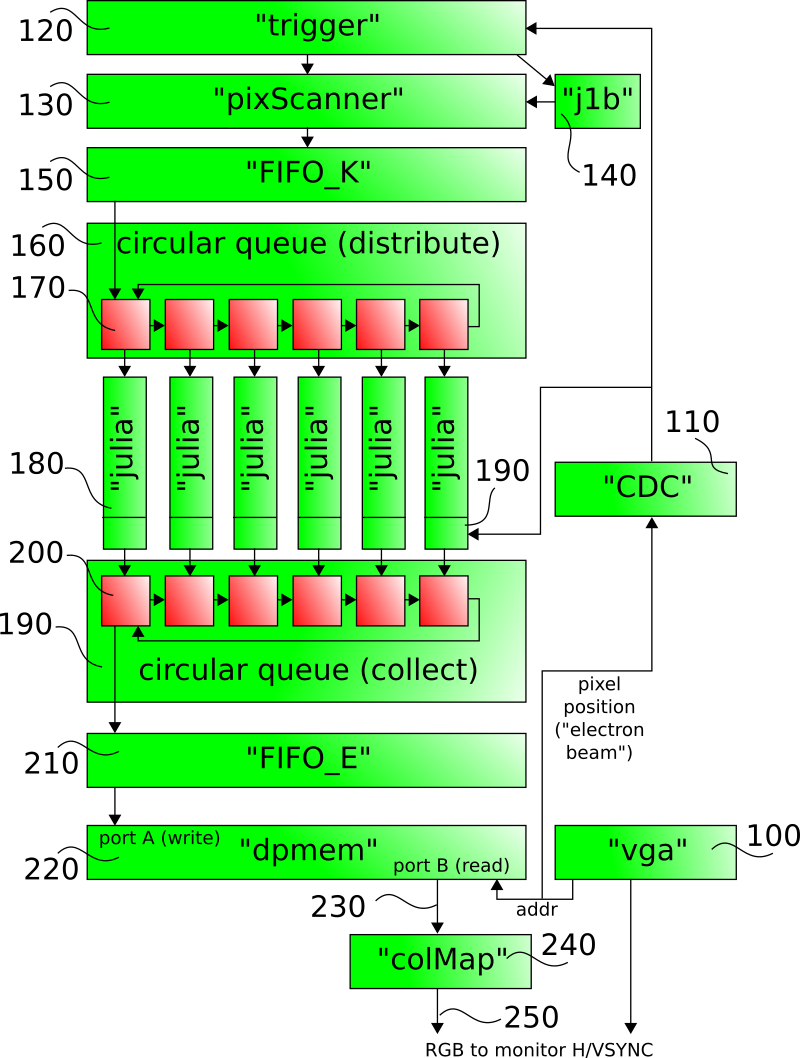 120
"trigger"
130
"pixScanner"
"j1b"
140
150
"FIFO_K"
160
circular queue (distribute)
170
"julia"
"julia"
"julia"
"julia"
"julia"
"julia"
180
190
110
"CDC"
200
190
circular queue (collect)
pixel
position
("electron
beam")
210
"FIFO_E"
port A (write)
"dpmem"
port B (read)
220
"vga"
100
addr
230
"colMap"
240
250
RGB to monitor H/VSYNC